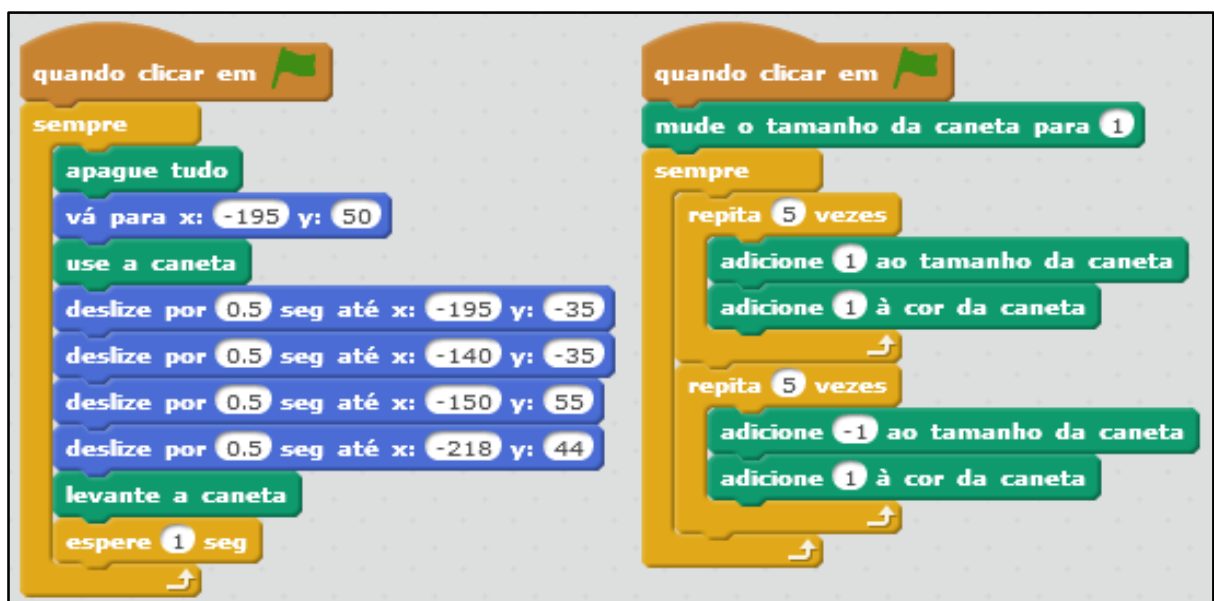 quando clicar em
sempre
apague tudo
vá para x: -195 y: 50
use a caneta
deslize por 0.5 seg até x: -195 y: -35
deslize por 0.5 seg até x: -140 y: -35
deslize por 0.5 seg até x: -150 y: 55
deslize por 0.5 seg até x: -218 y: 44
levante a caneta
espere 1 seg
quando clicar em
mude o tamanho da caneta para 1
sempre
repita 5 vezes
adicione 1 ao tamanho da caneta
adicione 1 à cor da caneta
repita 5 vezes
adicione -1 ao tamanho da caneta
adicione 1 à cor da caneta